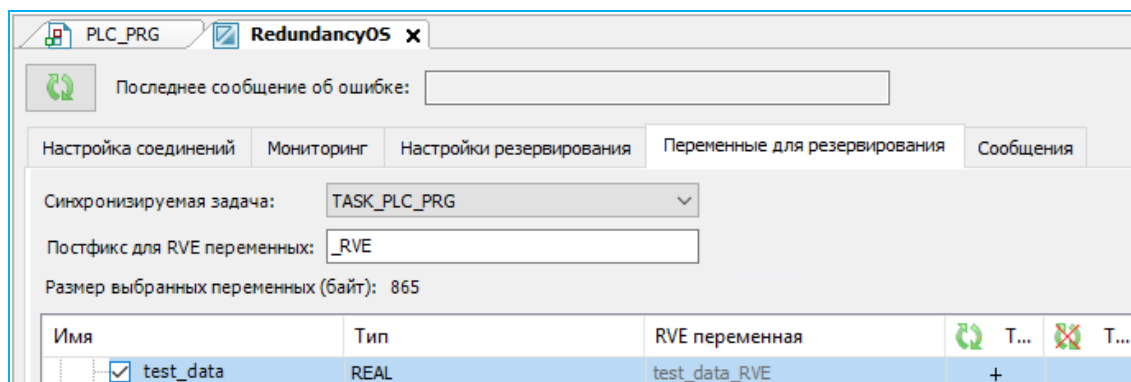 PLC_PRG RedundancyOS x
Последнее сообщение об ошибке:
Настройка соединений Мониторинг Настройки резервирования Переменные для резервирования Сообщения
Синхронизируемая задача: TASK_PLC_PRG
Постфикс для RVE переменных: _RVE
Размер выбранных переменных (байт): 865
Имя Тип RVE переменная Т... Т...
test_data REAL test_data_RVE +